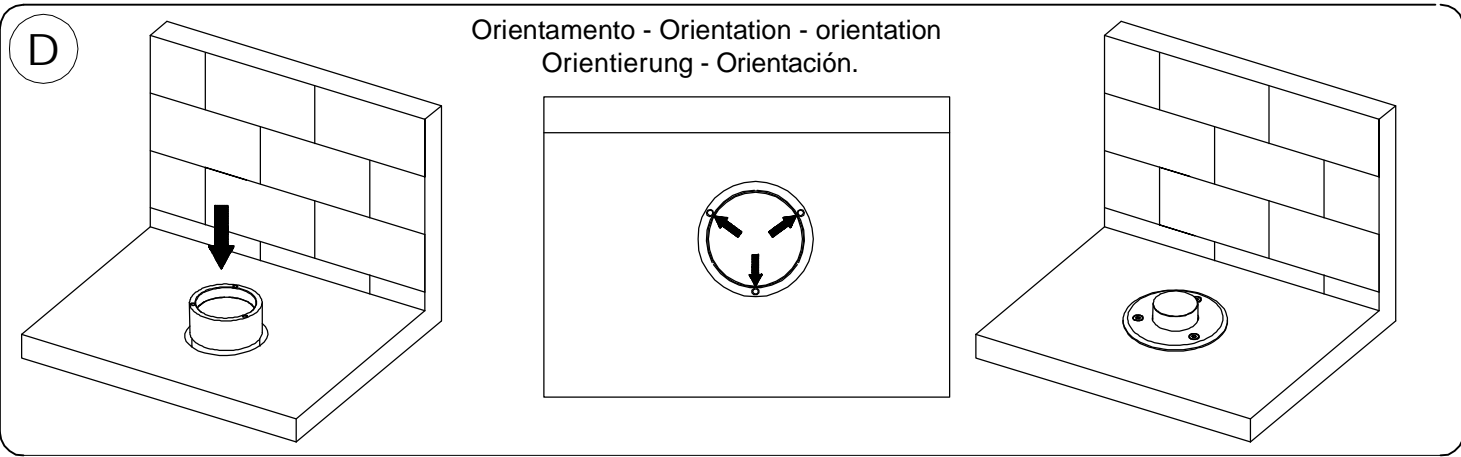 D
Orientamento - Orientation - orientation
Orientierung - Orientación.